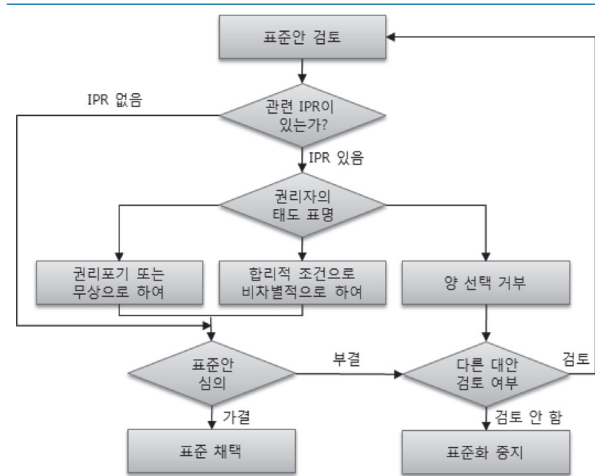 표준안 검토
IPR 없음
관련 IPR이
있는가?
IPR 있음
권리자의
태도 표명
권리포기 또는
무상으로 하여
합리적 조건으로
비차별적으로 하여
양 선택 거부
표준안
심의
부결
다른 대안
검토 여부
검토
가결
검토 안 함
표준 채택
표준화 중지